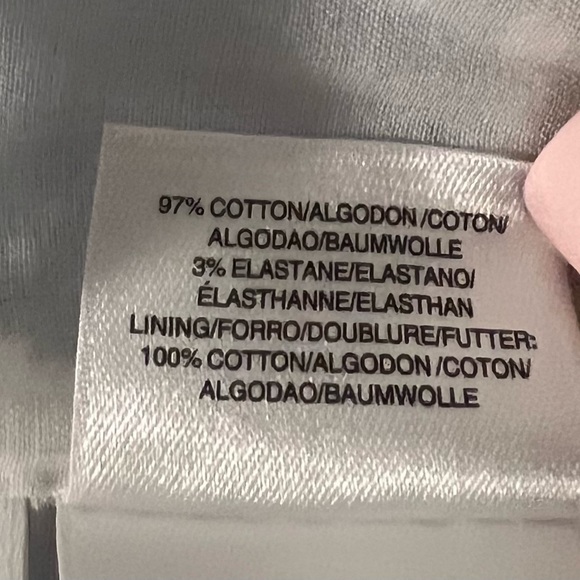 97% COTTON/ALGODON/COTON/
ALGODAO/BAUMWOLLE
3% ELASTANE/ELASTANO/
ÉLASTHANNE/ELASTHAN
LINING/FORRO/DOUBLURE/FUTTER:
100% COTTON/ALGODON/COTON/
ALGODAO/BAUMWOLLE